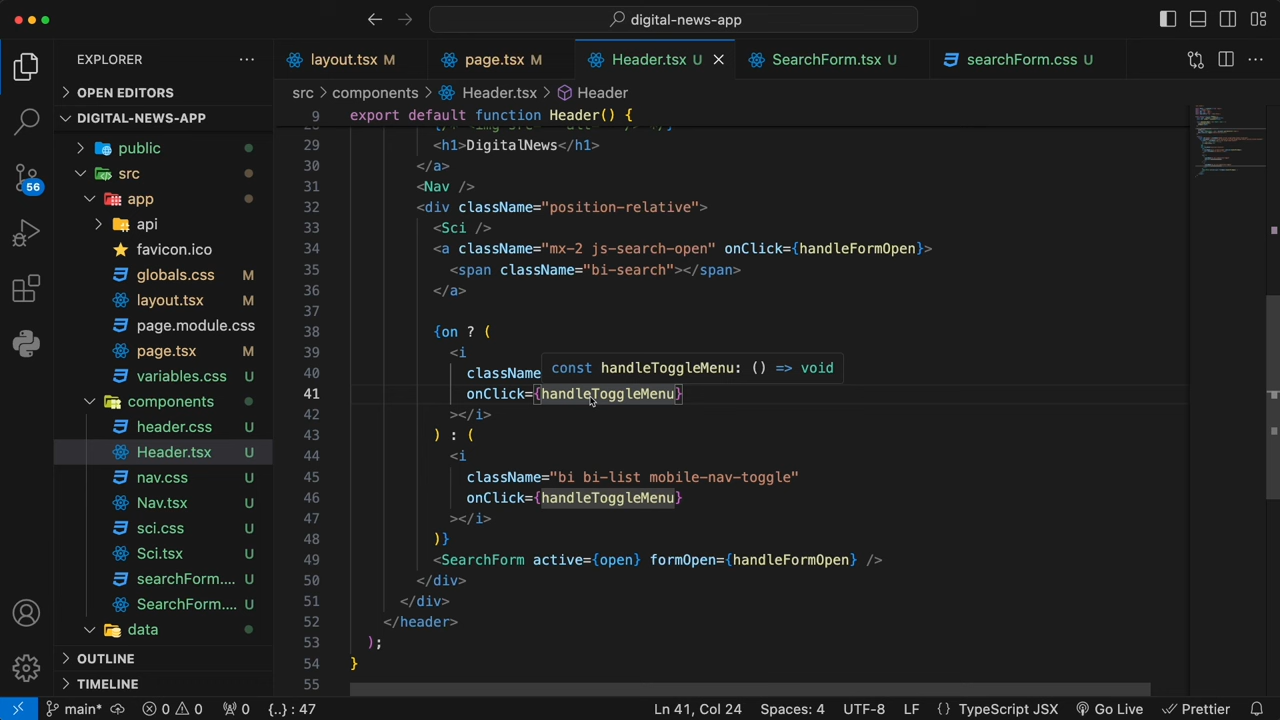 digital-news-app
EXPLORER
OPEN EDITORS
DIGITAL-NEWS-APP
public
src
app
api
favicon.ico
globals.css M
layout.tsx M
page.module.css
page.tsx M
variables.css U
components
header.css U
Header.tsx U
nav.css U
Nav.tsx U
sci.css U
Sci.tsx U
searchForm.... U
SearchForm.... U
data
OUTLINE
TIMELINE
56
layout.tsx M
page.tsx M
Header.tsx U
SearchForm.tsx U
searchForm.css U
src > components > Header.tsx > Header
9 export default function Header() {
29 <h1>DigitalNews</h1>
30 </a>
31 <Nav />
32 <div className="position-relative">
33 <Sci />
34 <a className="mx-2 js-search-open" onClick={handleFormOpen}>
35 <span className="bi-search"></span>
36 </a>
37
38 {on ? (
39 <i
const handleToggleMenu: () => void
40 className
41 onClick={handleToggleMenu}
42 ></i>
43 ) : (
44 <i
45 className="bi bi-list mobile-nav-toggle"
46 onClick={handleToggleMenu}
47 ></i>
48 )}
49 <SearchForm active={open} formOpen={handleFormOpen} />
50 </div>
51 </div>
52 </header>
53 );
54 }
55
main* 0 0 0 {..} : 47 Ln 41, Col 24 Spaces: 4 UTF-8 LF {} TypeScript JSX Go Live Prettier